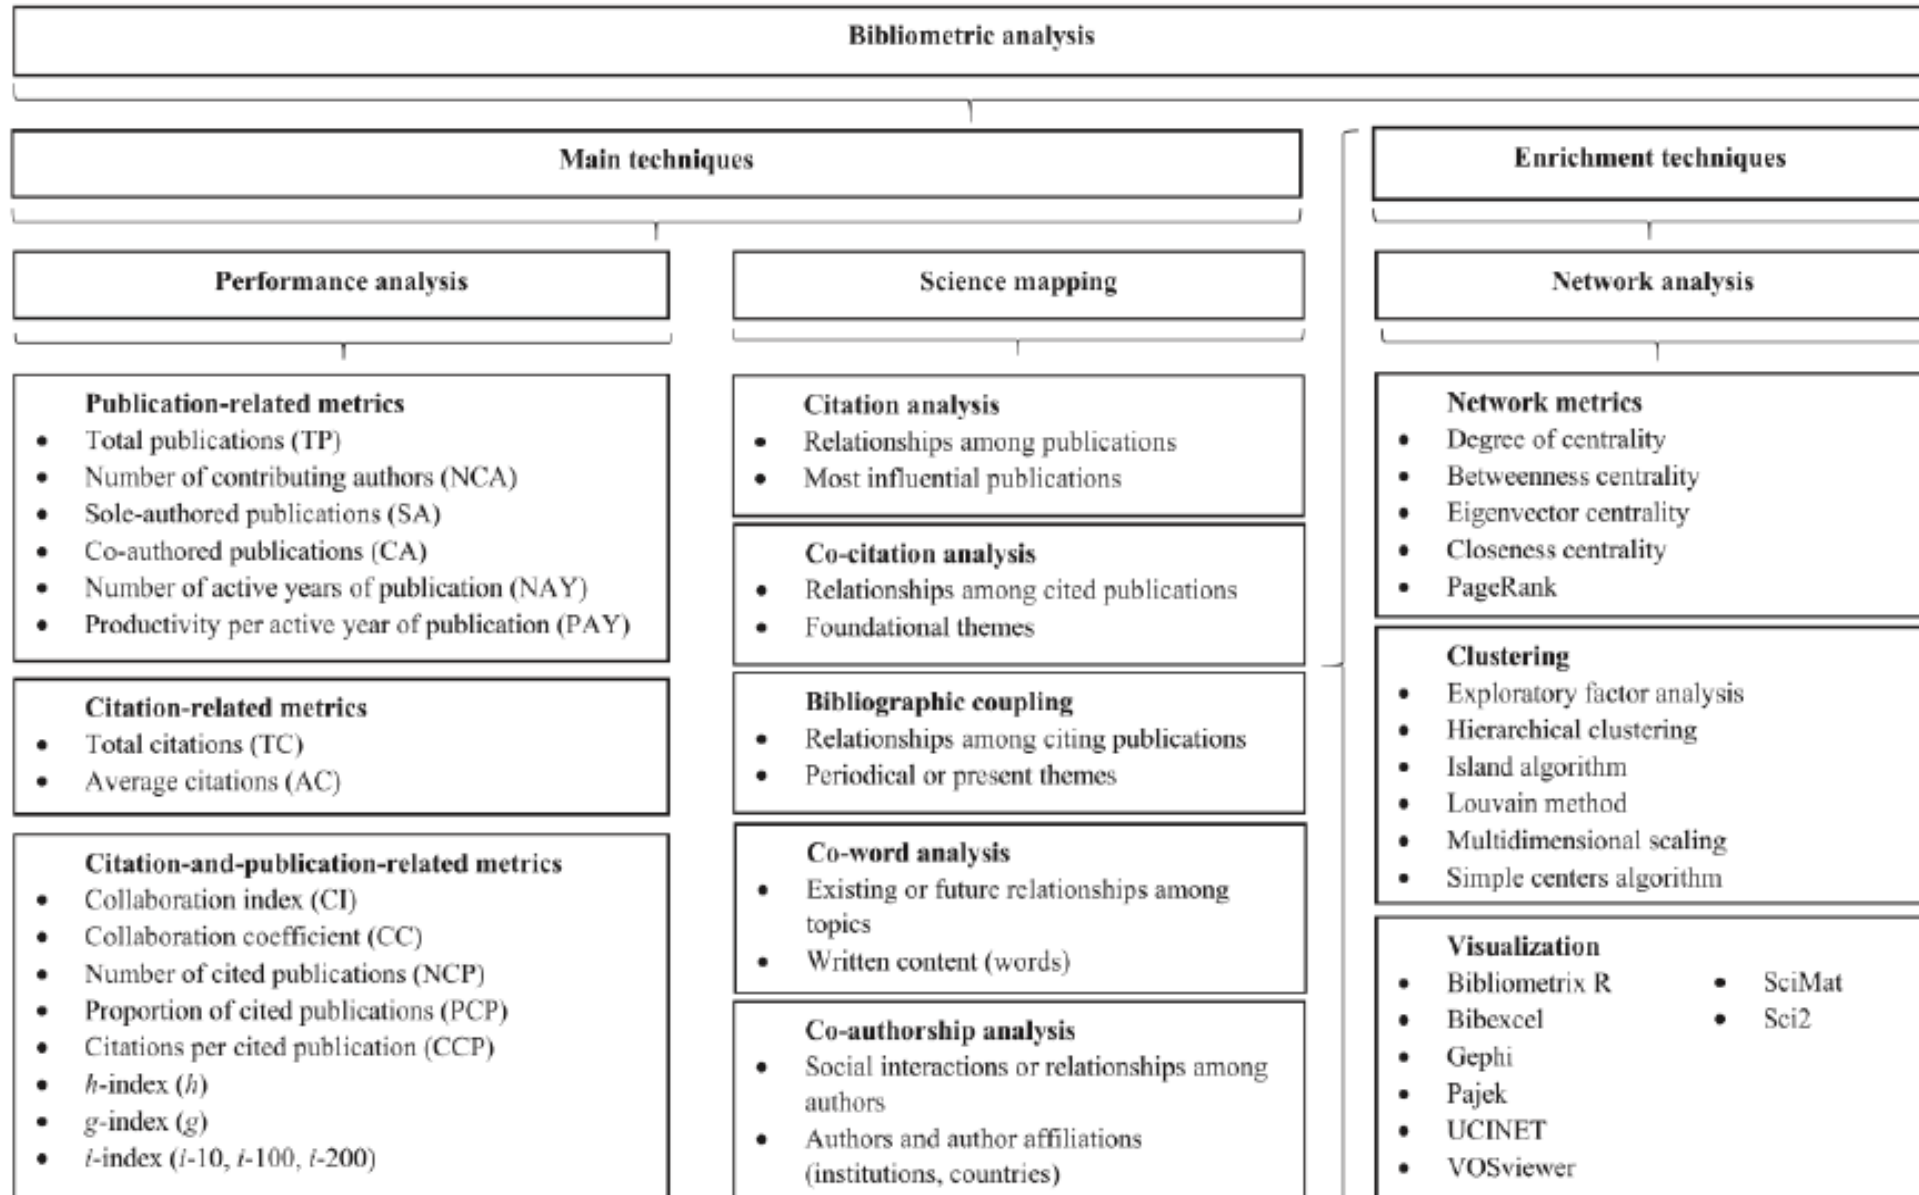 Bibliometric analysis
Main techniques
Enrichment techniques
Performance analysis
Science mapping
Network analysis
Publication-related metrics
• Total publications (TP)
• Number of contributing authors (NCA)
• Sole-authored publications (SA)
• Co-authored publications (CA)
• Number of active years of publication (NAY)
• Productivity per active year of publication (PAY)
Citation-related metrics
• Total citations (TC)
• Average citations (AC)
Citation-and-publication-related metrics
• Collaboration index (CI)
• Collaboration coefficient (CC)
• Number of cited publications (NCP)
• Proportion of cited publications (PCP)
• Citations per cited publication (CCP)
• h-index (h)
• g-index (g)
• i-index (i-10, i-100, i-200)
Citation analysis
• Relationships among publications
• Most influential publications
Co-citation analysis
• Relationships among cited publications
• Foundational themes
Bibliographic coupling
• Relationships among citing publications
• Periodical or present themes
Co-word analysis
• Existing or future relationships among
topics
• Written content (words)
Co-authorship analysis
• Social interactions or relationships among
authors
• Authors and author affiliations
(institutions, countries)
Network metrics
• Degree of centrality
• Betweenness centrality
• Eigenvector centrality
• Closeness centrality
• PageRank
Clustering
• Exploratory factor analysis
• Hierarchical clustering
• Island algorithm
• Louvain method
• Multidimensional scaling
• Simple centers algorithm
Visualization
• Bibliometrix R
• Bibexcel
• Gephi
• Pajek
• UCINET
• VOSviewer
• SciMat
• Sci2